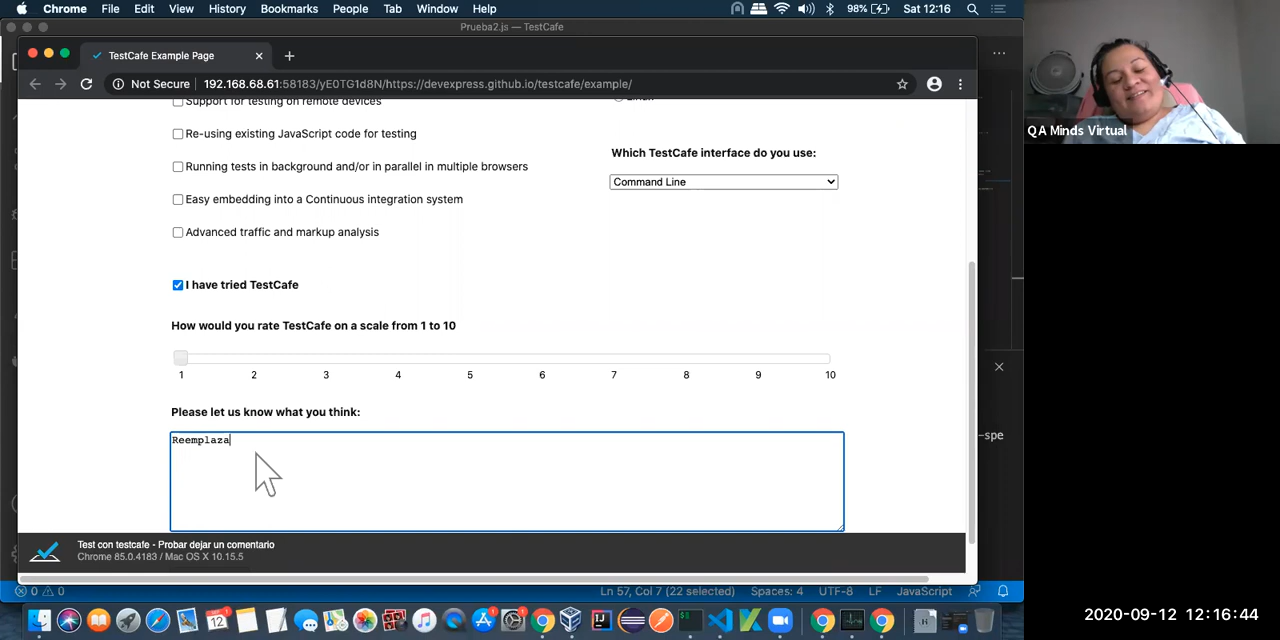 Chrome File Edit View History Bookmarks People Tab Window Help 98% Sat 12:16
Prueba2.js — TestCafe
TestCafe Example Page
Not Secure 192.168.68.61:58183/yE0TG1d8N/https://devexpress.github.io/testcafe/example/
Support for testing on remote devices
Linux
Re-using existing JavaScript code for testing
Running tests in background and/or in parallel in multiple browsers
Easy embedding into a Continuous integration system
Advanced traffic and markup analysis
Which TestCafe interface do you use:
Command Line
I have tried TestCafe
How would you rate TestCafe on a scale from 1 to 10
1 2 3 4 5 6 7 8 9 10
Please let us know what you think:
Reemplaza
-spe
Test con testcafe - Probar dejar un comentario
Chrome 85.0.4183 / Mac OS X 10.15.5
0 0 Ln 57, Col 7 (22 selected) Spaces: 4 UTF-8 LF JavaScript
QA Minds Virtual
2020-09-12 12:16:44